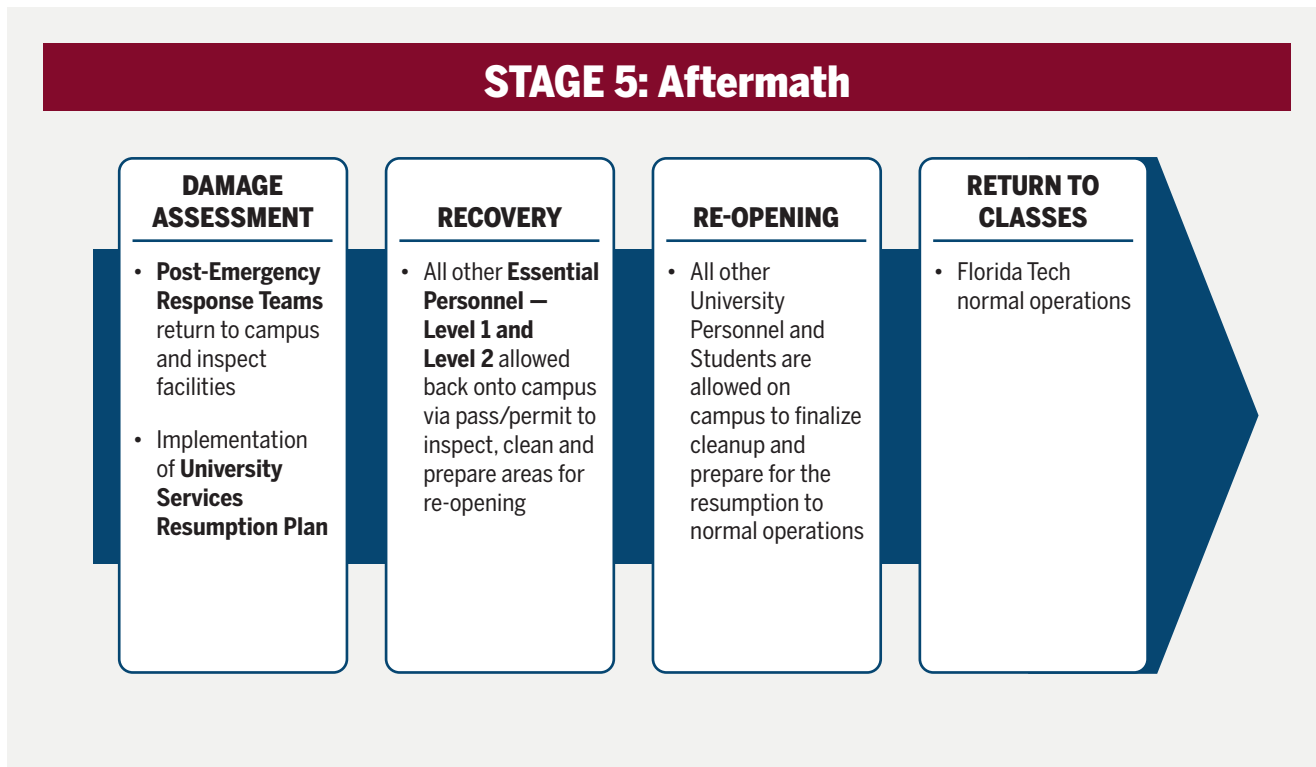 STAGE 5: Aftermath
DAMAGE
ASSESSMENT
• Post-Emergency
Response Teams
return to campus
and inspect
facilities
• Implementation
of University
Services
Resumption Plan
RECOVERY
• All other Essential
Personnel —
Level 1 and
Level 2 allowed
back onto campus
via pass/permit to
inspect, clean and
prepare areas for
re-opening
RE-OPENING
• All other
University
Personnel and
Students are
allowed on
campus to finalize
cleanup and
prepare for the
resumption to
normal operations
RETURN TO
CLASSES
• Florida Tech
normal operations